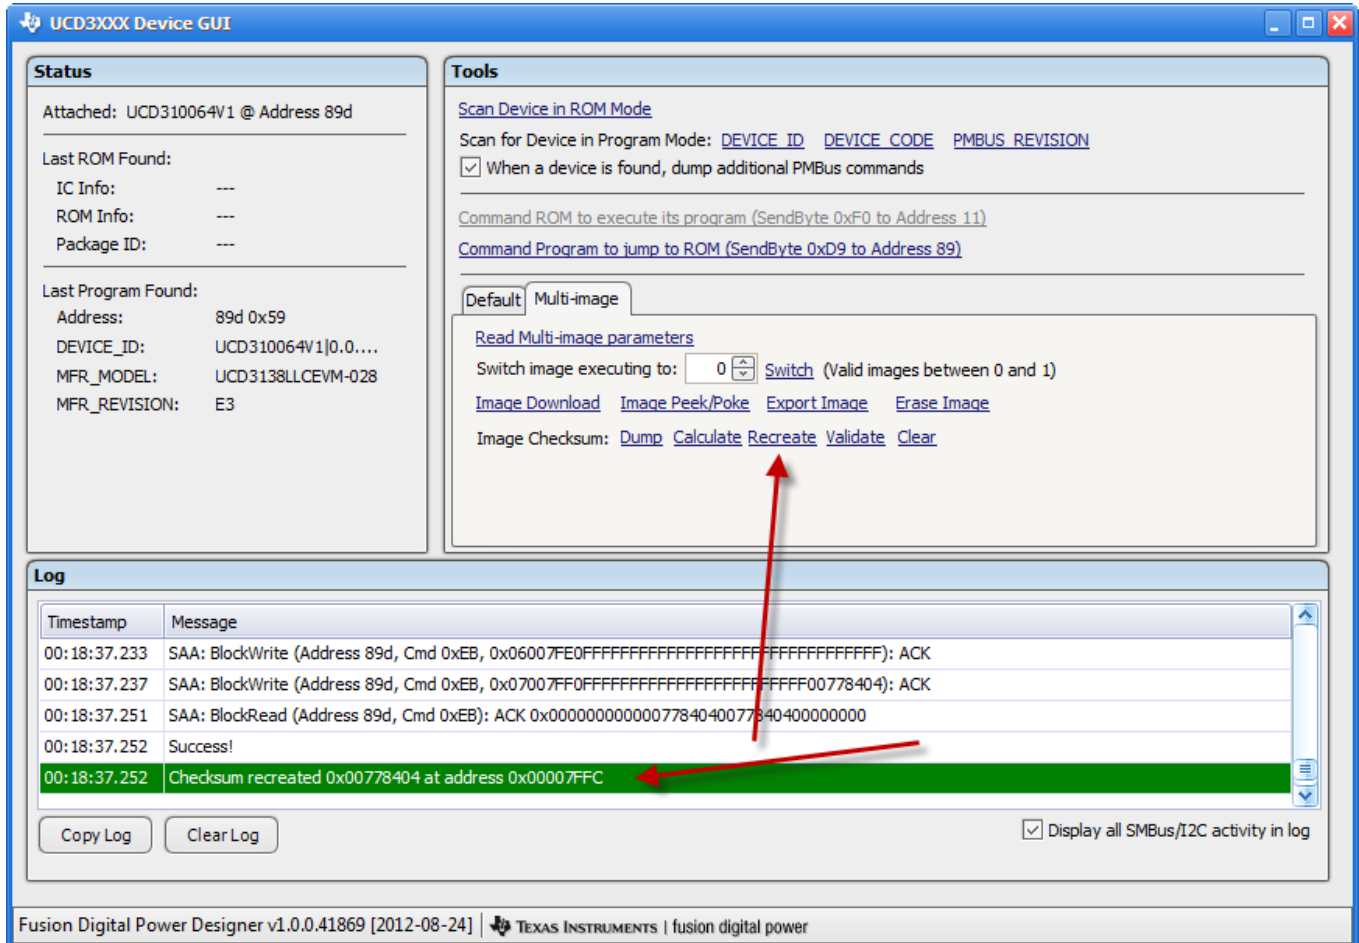 UCD3XXX Device GUI
Status
Attached: UCD310064V1 @ Address 89d
Last ROM Found:
IC Info: ---
ROM Info: ---
Package ID: ---
Last Program Found:
Address: 89d 0x59
DEVICE_ID: UCD310064V1|0.0....
MFR_MODEL: UCD3138LLCEVM-028
MFR_REVISION: E3
Tools
Scan Device in ROM Mode
Scan for Device in Program Mode: DEVICE_ID DEVICE_CODE PMBUS_REVISION
When a device is found, dump additional PMBus commands
Command ROM to execute its program (SendByte 0xF0 to Address 11)
Command Program to jump to ROM (SendByte 0xD9 to Address 89)
Default Multi-image
Read Multi-image parameters
Switch image executing to: 0 Switch (Valid images between 0 and 1)
Image Download Image Peek/Poke Export Image Erase Image
Image Checksum: Dump Calculate Recreate Validate Clear
Log
Timestamp Message
00:18:37.233 SAA: BlockWrite (Address 89d, Cmd 0xEB, 0x06007FE0FFFFFFFFFFFFFFFFFFFFFFFFFFFFFFFF): ACK
00:18:37.237 SAA: BlockWrite (Address 89d, Cmd 0xEB, 0x07007FF0FFFFFFFFFFFFFFFFFFFFFFFF00778404): ACK
00:18:37.251 SAA: BlockRead (Address 89d, Cmd 0xEB): ACK 0x0000000000007784040077840400000000
00:18:37.252 Success!
00:18:37.252 Checksum recreated 0x00778404 at address 0x00007FFC
Copy Log Clear Log Display all SMBus/I2C activity in log
Fusion Digital Power Designer v1.0.0.41869 [2012-08-24] TEXAS INSTRUMENTS | fusion digital power